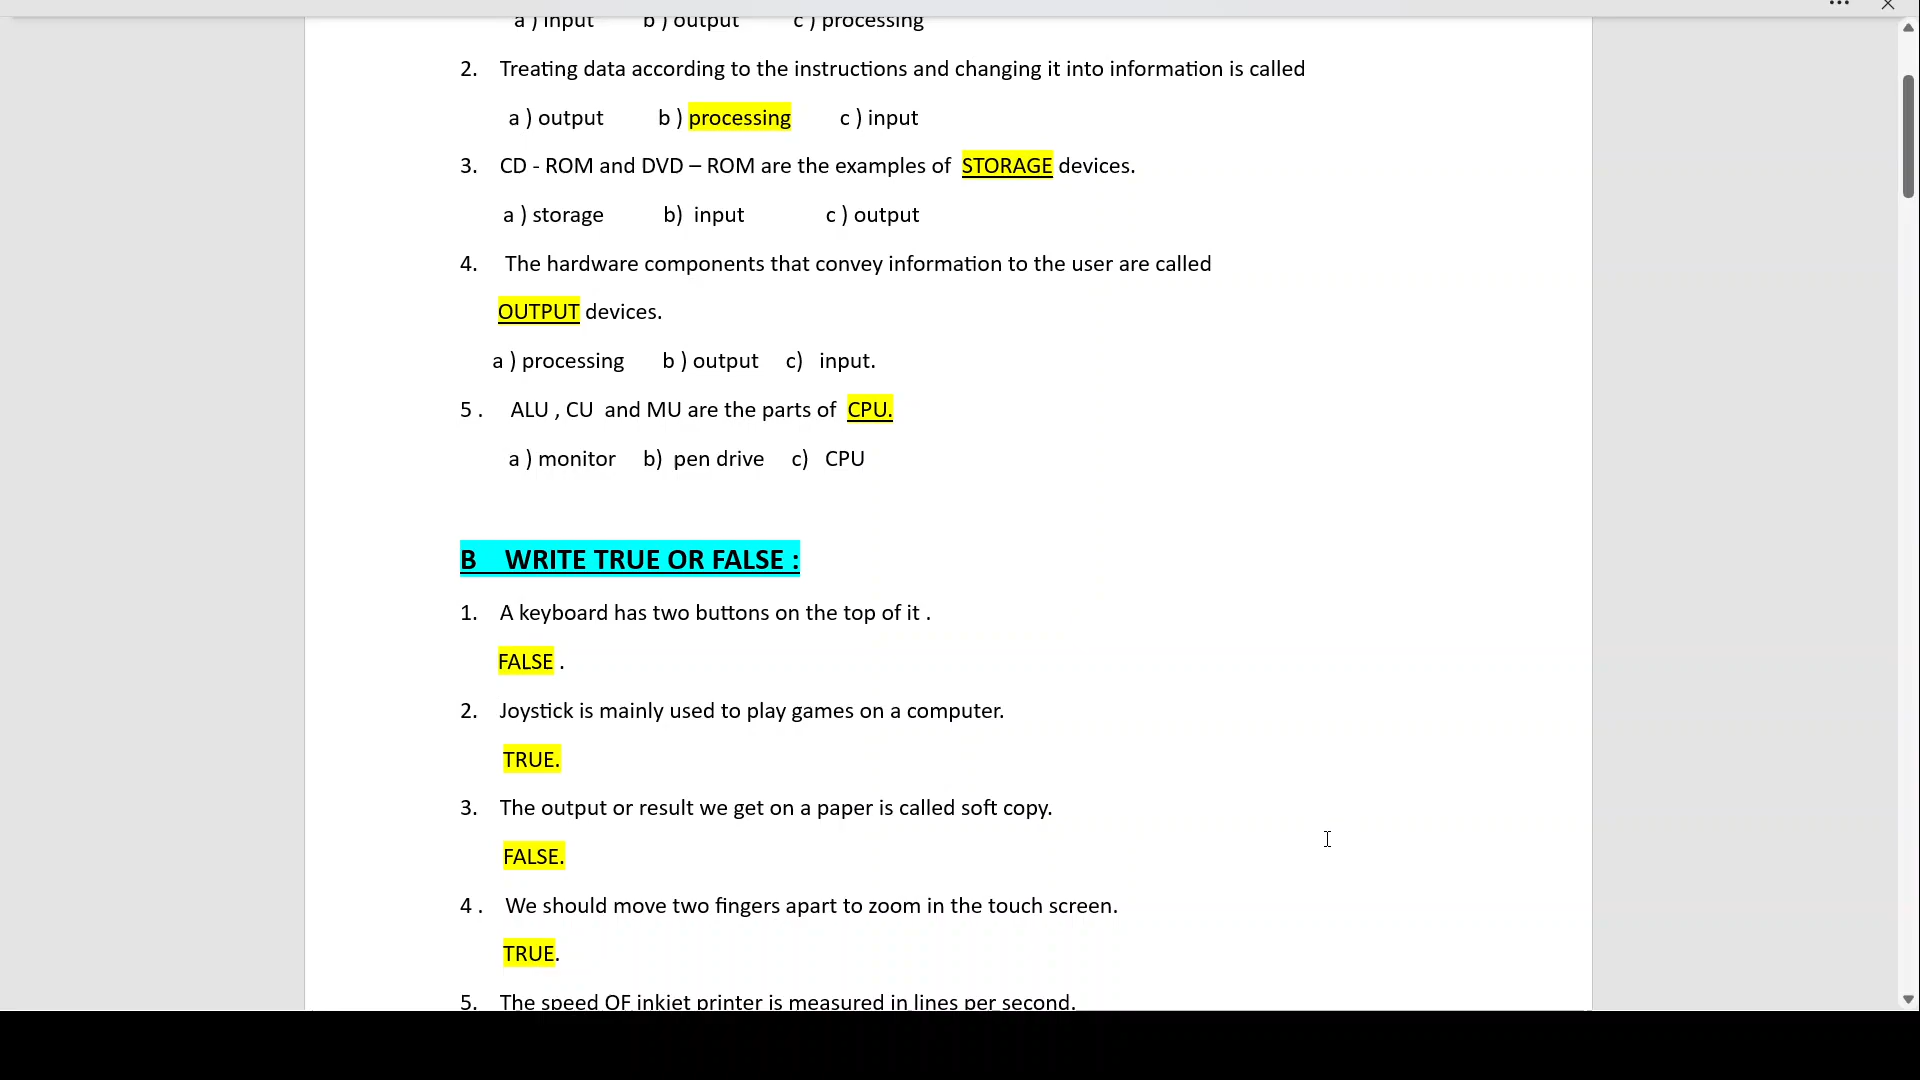 a ) input b ) output c ) processing
2. Treating data according to the instructions and changing it into information is called
a ) output b ) processing c ) input
3. CD - ROM and DVD – ROM are the examples of STORAGE devices.
a ) storage b) input c ) output
4. The hardware components that convey information to the user are called
OUTPUT devices.
a ) processing b ) output c) input.
5 . ALU , CU and MU are the parts of CPU.
a ) monitor b) pen drive c) CPU
B WRITE TRUE OR FALSE :
1. A keyboard has two buttons on the top of it .
FALSE .
2. Joystick is mainly used to play games on a computer.
TRUE.
3. The output or result we get on a paper is called soft copy.
FALSE.
4 . We should move two fingers apart to zoom in the touch screen.
TRUE.
5. The speed OF inkjet printer is measured in lines per second.